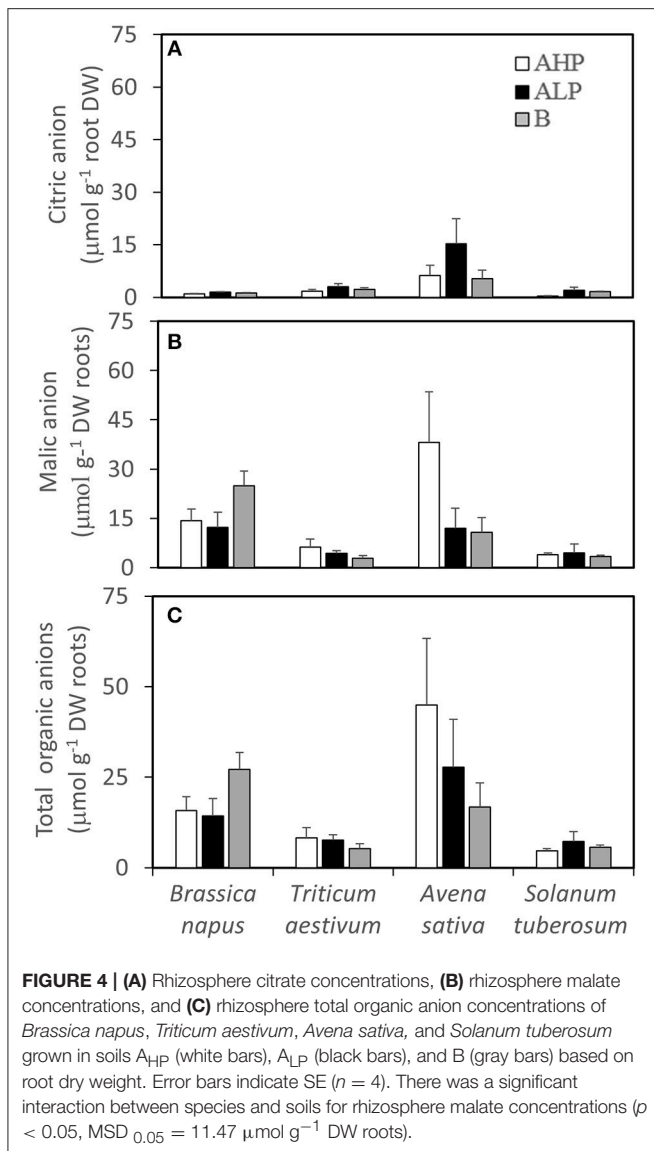 A
AHP
ALP
B
Citric anion
(µmol g⁻¹ root DW)
75
60
45
30
15
0
B
Malic anion
(µmol g⁻¹ DW roots)
75
60
45
30
15
0
C
Total organic anions
(µmol g⁻¹ DW roots)
75
50
25
0
Brassica
napus
Triticum
aestivum
Avena
sativa
Solanum
tuberosum
FIGURE 4 | (A) Rhizosphere citrate concentrations, (B) rhizosphere malate
concentrations, and (C) rhizosphere total organic anion concentrations of
Brassica napus, Triticum aestivum, Avena sativa, and Solanum tuberosum
grown in soils A_HP (white bars), A_LP (black bars), and B (gray bars) based on
root dry weight. Error bars indicate SE (n = 4). There was a significant
interaction between species and soils for rhizosphere malate concentrations (p
< 0.05, MSD 0.05 = 11.47 µmol g⁻¹ DW roots).